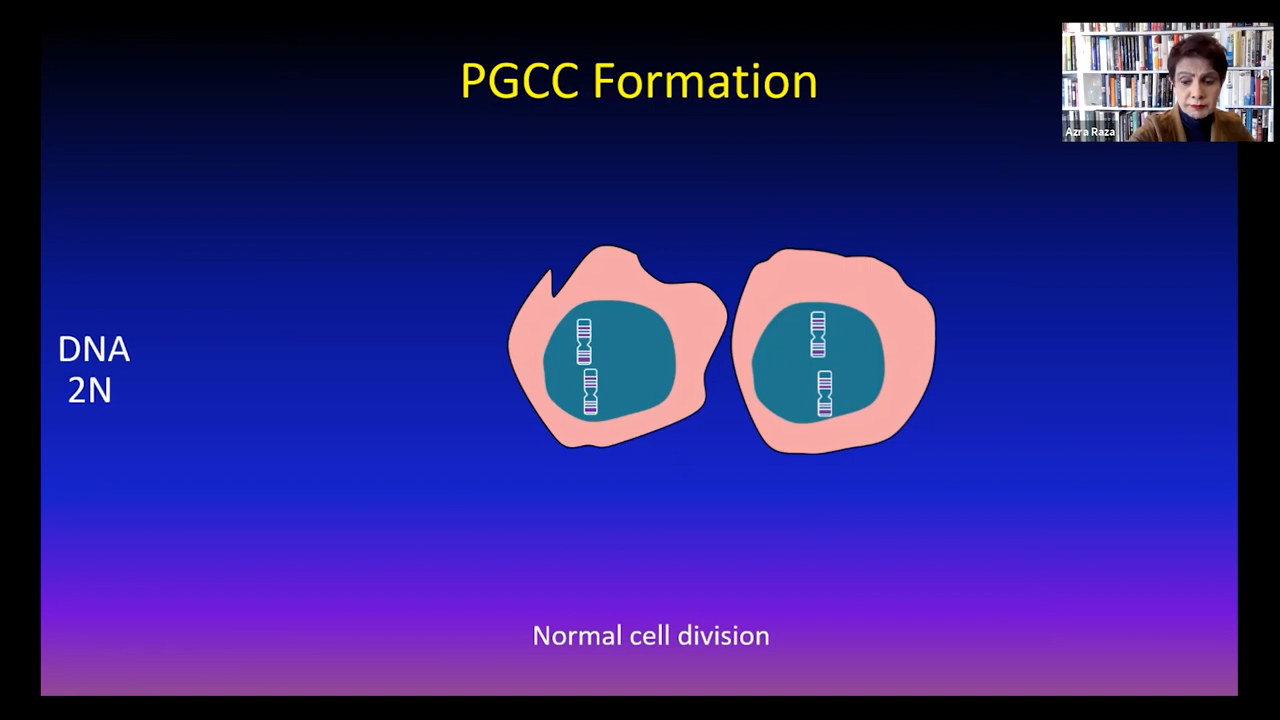 PGCC Formation
Azra Raza
DNA
2N
Normal cell division